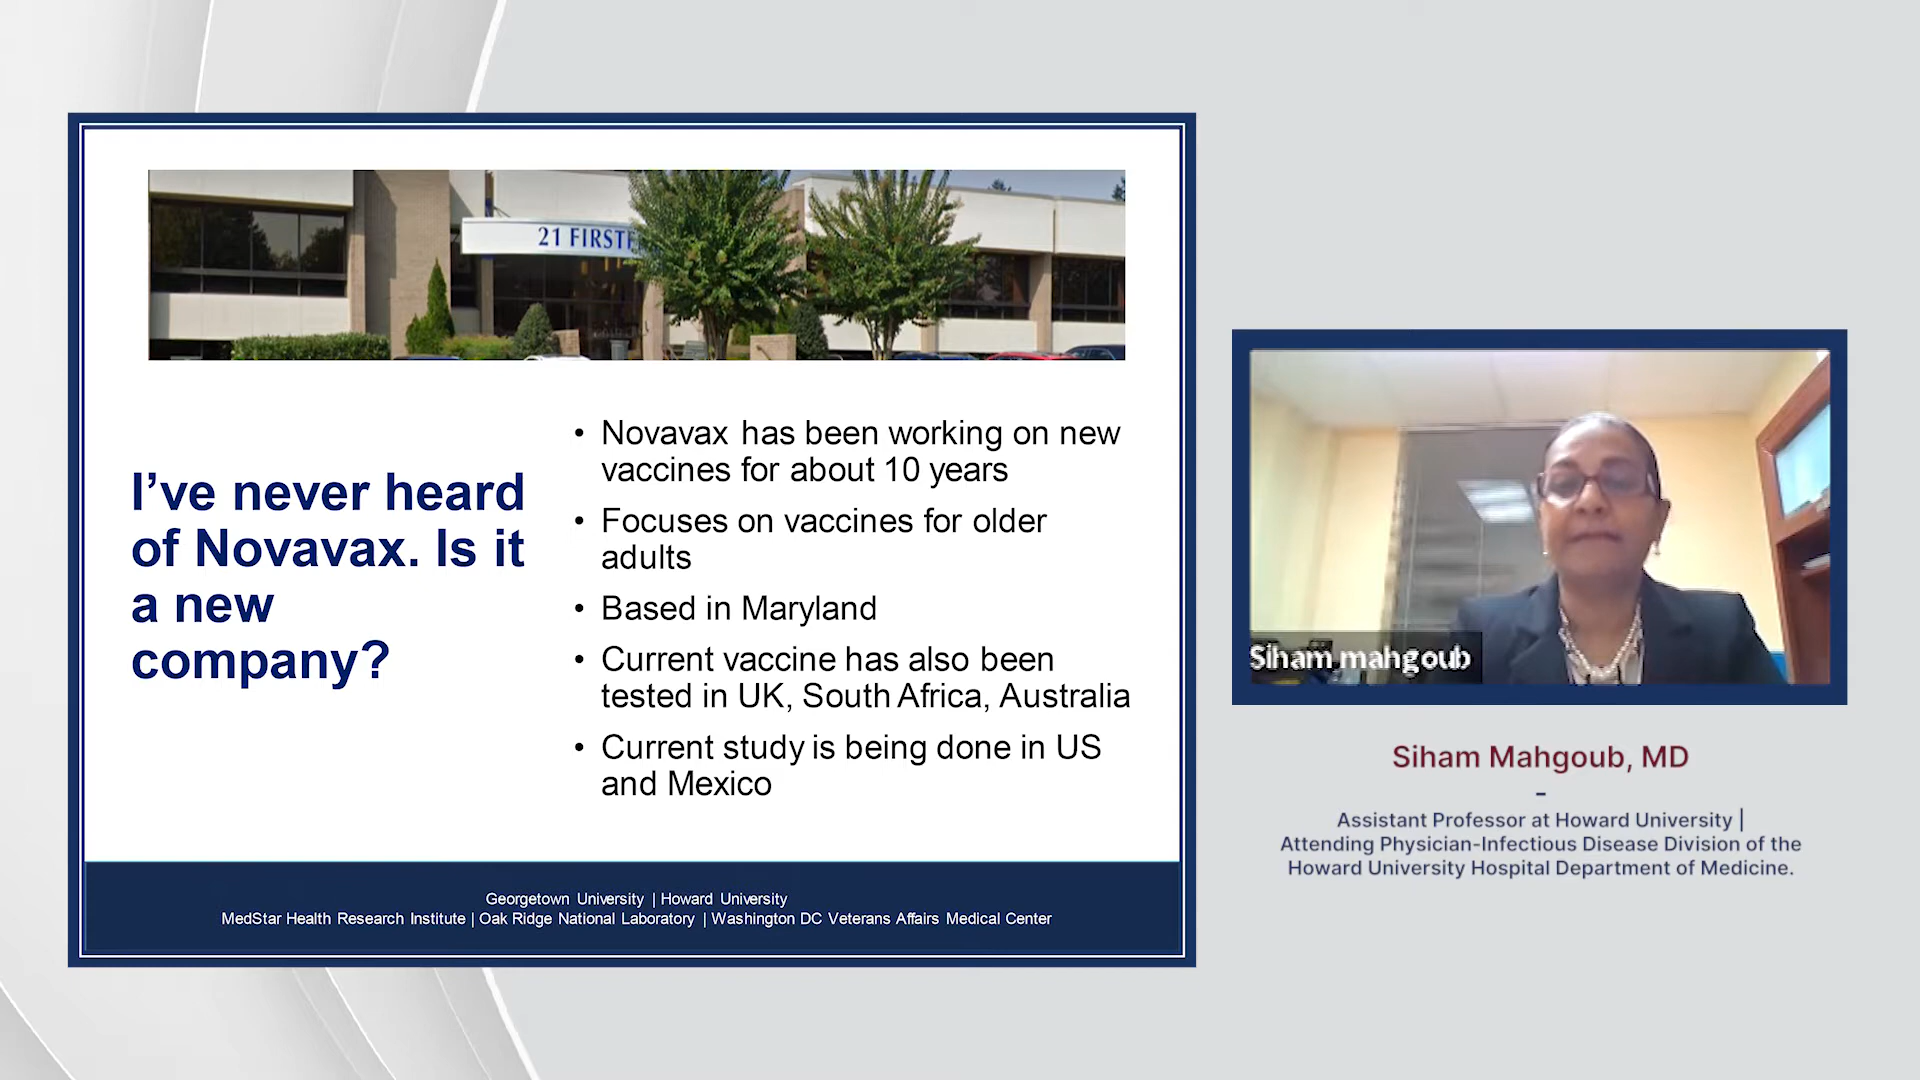 21 FIRSTF
I’ve never heard
of Novavax. Is it
a new
company?
• Novavax has been working on new
vaccines for about 10 years
• Focuses on vaccines for older
adults
• Based in Maryland
• Current vaccine has also been
tested in UK, South Africa, Australia
• Current study is being done in US
and Mexico
Georgetown University | Howard University
MedStar Health Research Institute | Oak Ridge National Laboratory | Washington DC Veterans Affairs Medical Center
Siham mahgoub
Siham Mahgoub, MD
-
Assistant Professor at Howard University |
Attending Physician-Infectious Disease Division of the
Howard University Hospital Department of Medicine.